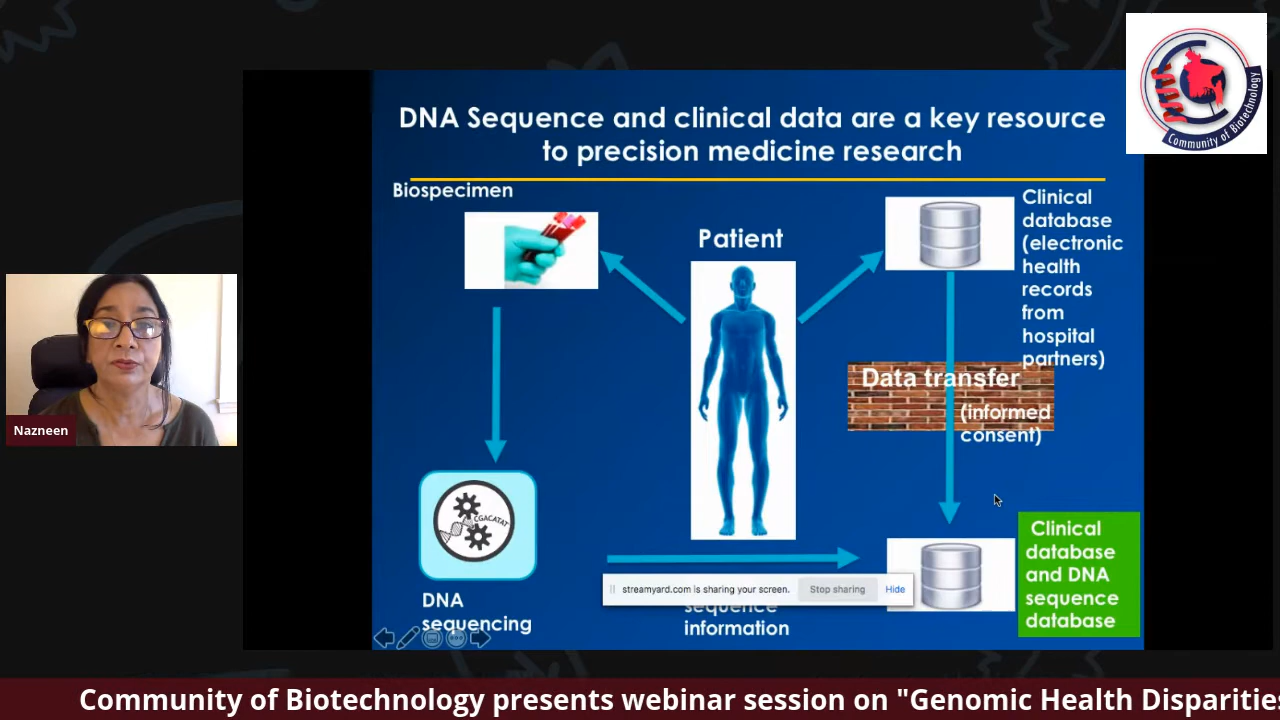 Community of Biotechnology
DNA Sequence and clinical data are a key resource
to precision medicine research
Biospecimen
Patient
Clinical
database
(electronic
health
records
from
hospital
partners)
Data transfer
(informed
consent)
CGACATAT
DNA
sequencing
streamyard.com is sharing your screen. Stop sharing Hide
sequence
information
Clinical
database
and DNA
sequence
database
Nazneen
Community of Biotechnology presents webinar session on "Genomic Health Disparities